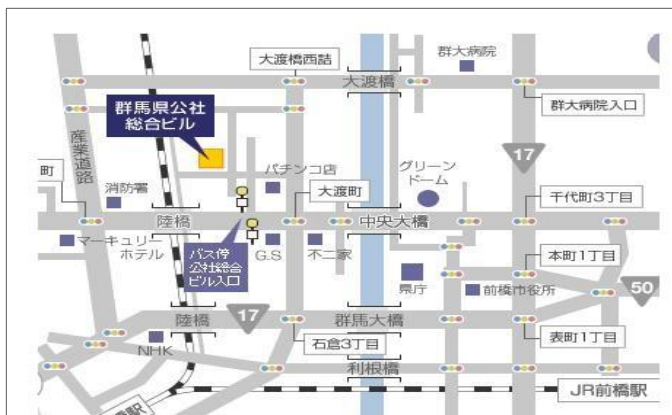 大渡橋西詰
群大病院
大渡橋
群大病院入口
群馬県公社
総合ビル
産業道路
17
町
消防署
パチンコ店
大渡町
グリーン
ドーム
千代町3丁目
陸橋
中央大橋
マーキュリー
ホテル
バス停
公社総合
ビル入口
G.S
不二家
県庁
前橋市役所
本町1丁目
50
陸橋
17
群馬大橋
NHK
石倉3丁目
表町1丁目
利根橋
橋駅
JR前橋駅